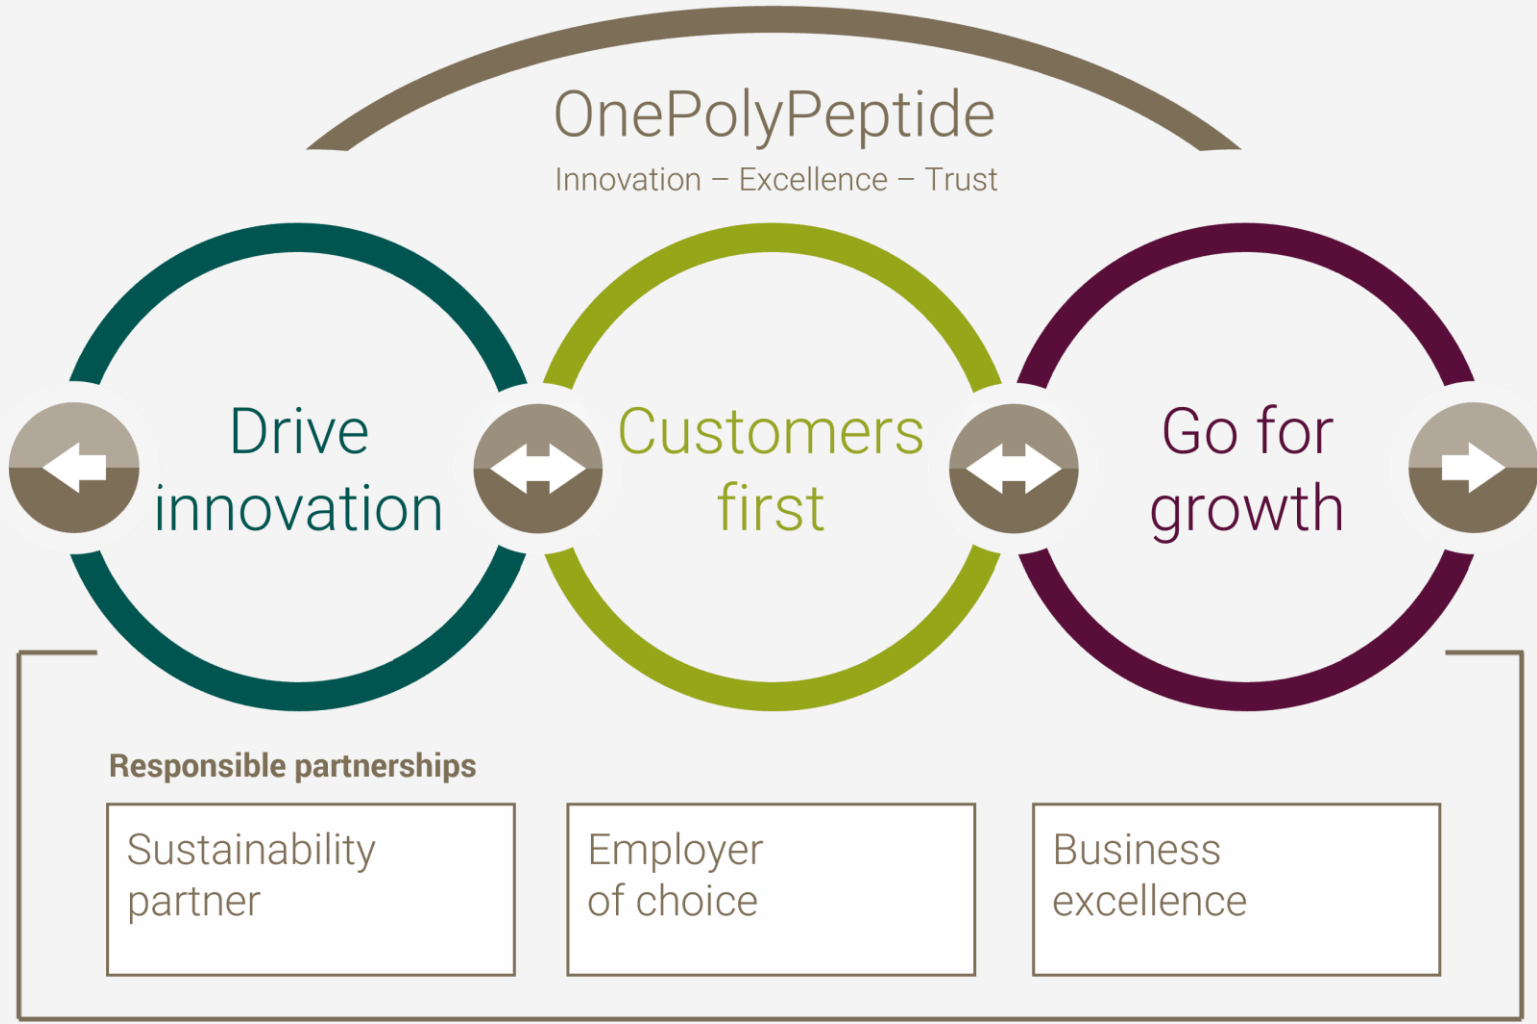 OnePolyPeptide
Innovation – Excellence – Trust
Drive
innovation
Customers
first
Go for
growth
Responsible partnerships
Sustainability
partner
Employer
of choice
Business
excellence